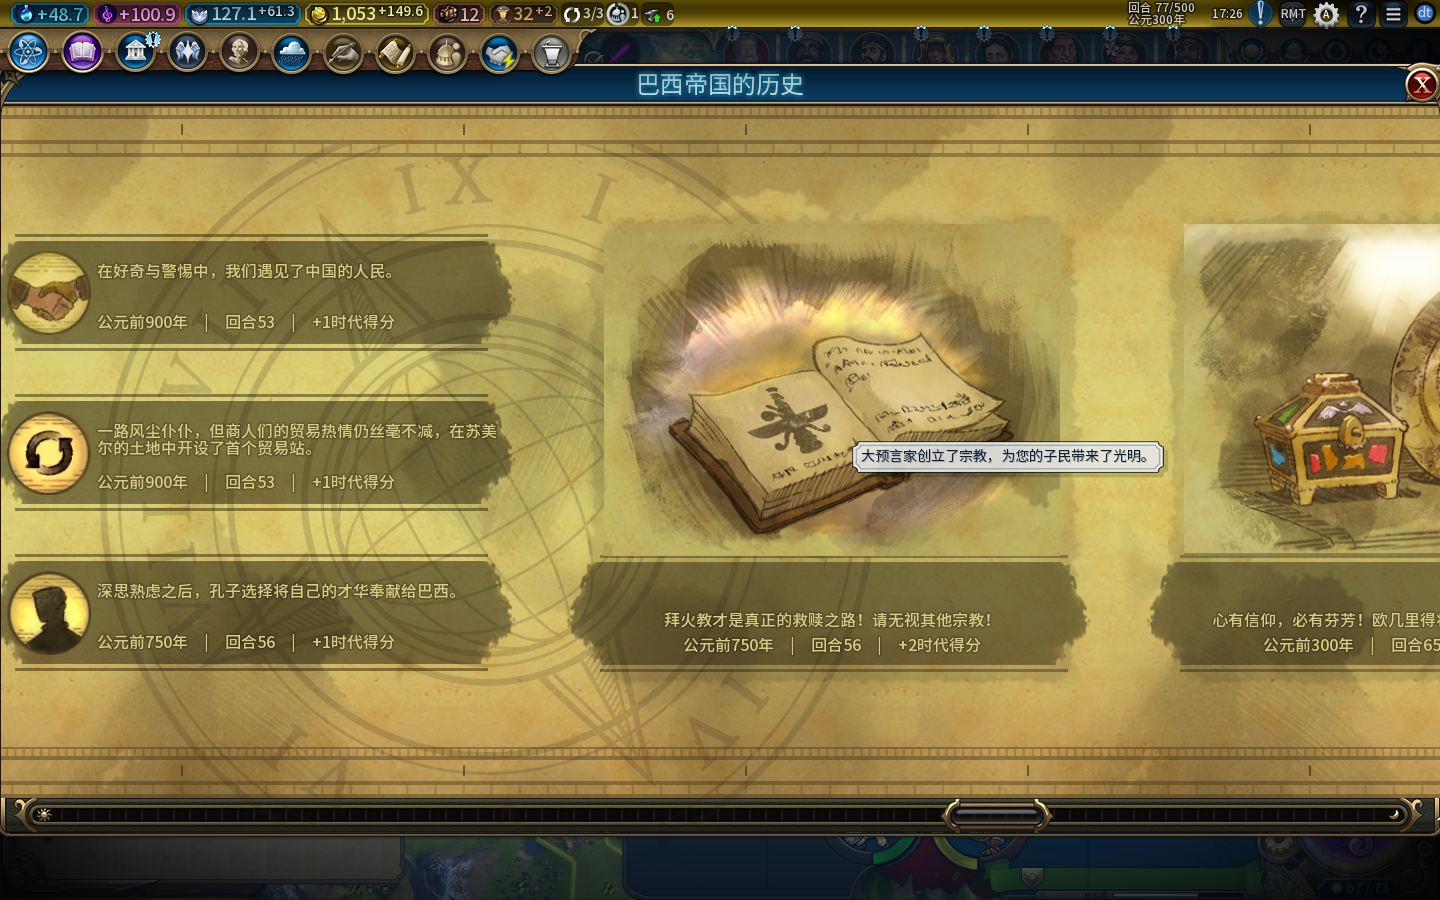 +48.7 +100.9 127.1+61.3 1,053+149.6 12 32+2 3/3 1 6
回合 77/500
公元300年
17:26 RMT A ? dt
巴西帝国的历史
X
IX I
在好奇与警惕中，我们遇见了中国的人民。
公元前900年 | 回合53 | +1时代得分
一路风尘仆仆，但商人们的贸易热情仍丝毫不减，在苏美
尔的土地中开设了首个贸易站。
公元前900年 | 回合53 | +1时代得分
深思熟虑之后，孔子选择将自己的才华奉献给巴西。
公元前750年 | 回合56 | +1时代得分
大预言家创立了宗教，为您的子民带来了光明。
拜火教才是真正的救赎之路！请无视其他宗教！
公元前750年 | 回合56 | +2时代得分
心有信仰，必有芬芳！欧几里得
公元前300年 | 回合65
67/73